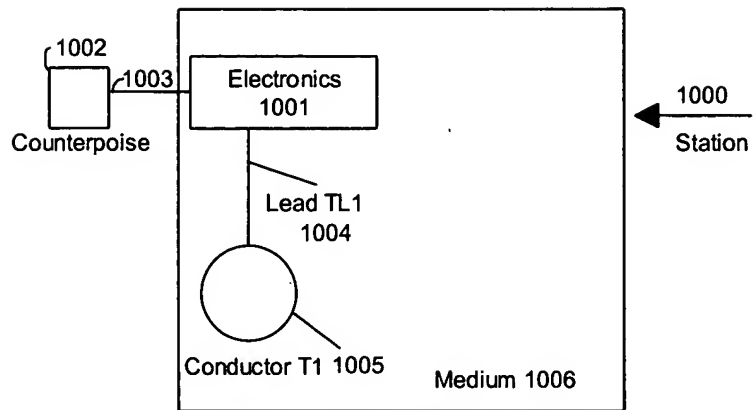 1002
1003
Counterpoise
Electronics
1001
1000
Station
Lead TL1
1004
Conductor T1 1005
Medium 1006